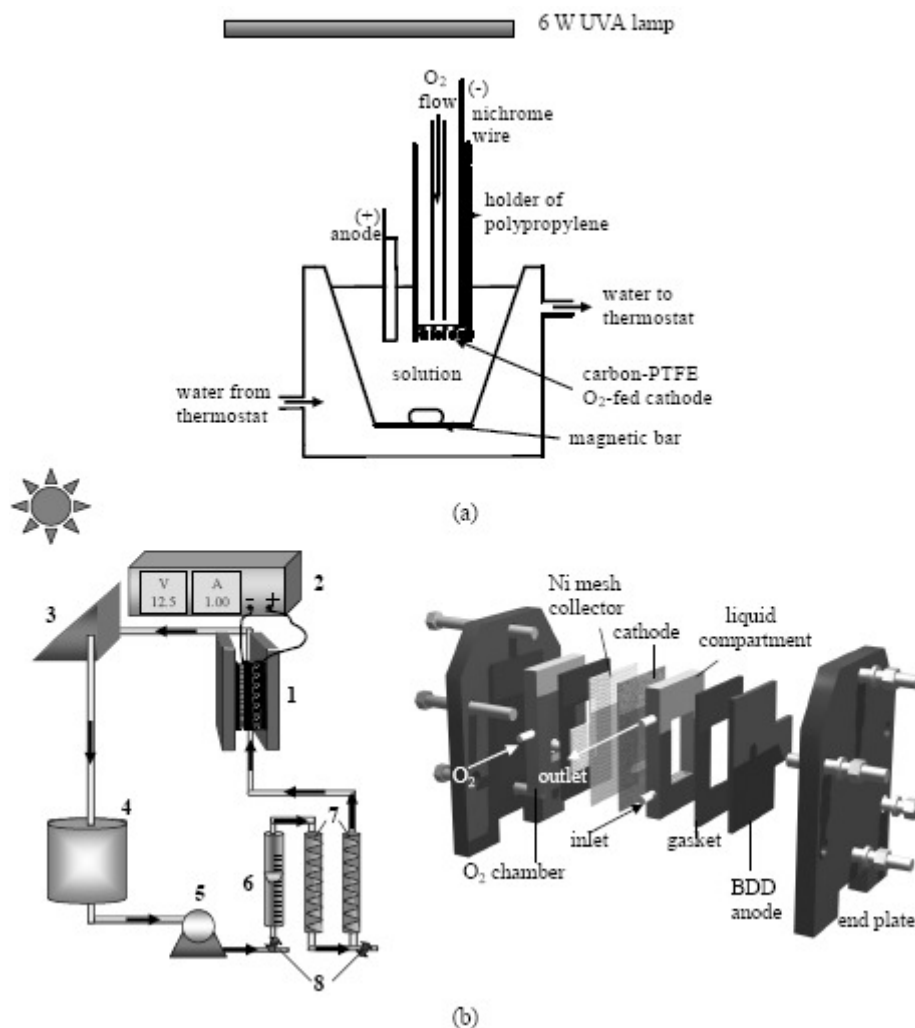 6 W UVA lamp
O₂
flow
(-)
nichrome
wire
holder of
polypropylene
(+)
anode
water to
thermostat
solution
carbon-PTFE
O₂-fed cathode
water from
thermostat
magnetic bar
(a)
V
12.5
A
1.00
- +
2
3
1
4
5
6
7
8
Ni mesh
collector
cathode
liquid
compartment
O₂
outlet
inlet
gasket
O₂ chamber
BDD
anode
end plate
(b)